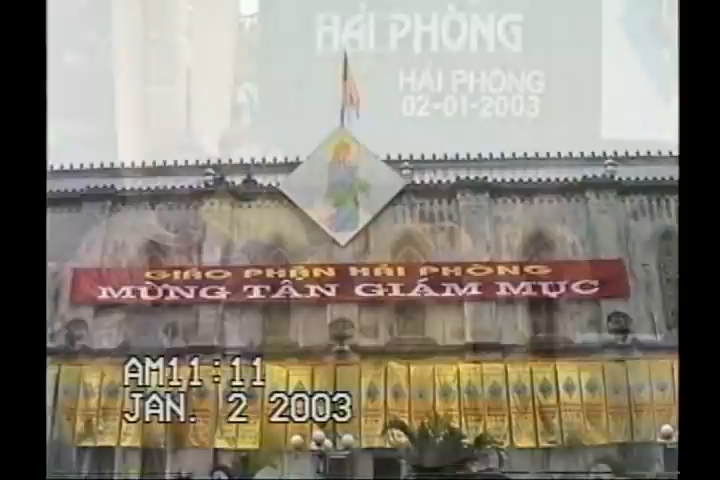 HẢI PHÒNG
HẢI PHÒNG
02-01-2003
GIÁO PHẬN HẢI PHÒNG
MỪNG TÂN GIÁM MỤC
AM11:11
JAN. 2 2003